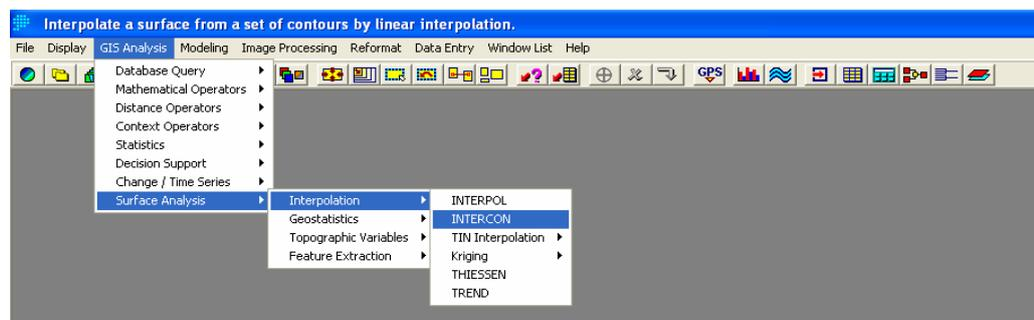 Interpolate a surface from a set of contours by linear interpolation.
File Display GIS Analysis Modeling Image Processing Reformat Data Entry Window List Help
GPS
Database Query
Mathematical Operators
Distance Operators
Context Operators
Statistics
Decision Support
Change / Time Series
Surface Analysis
Interpolation
Geostatistics
Topographic Variables
Feature Extraction
INTERPOL
INTERCON
TIN Interpolation
Kriging
THIESSEN
TREND